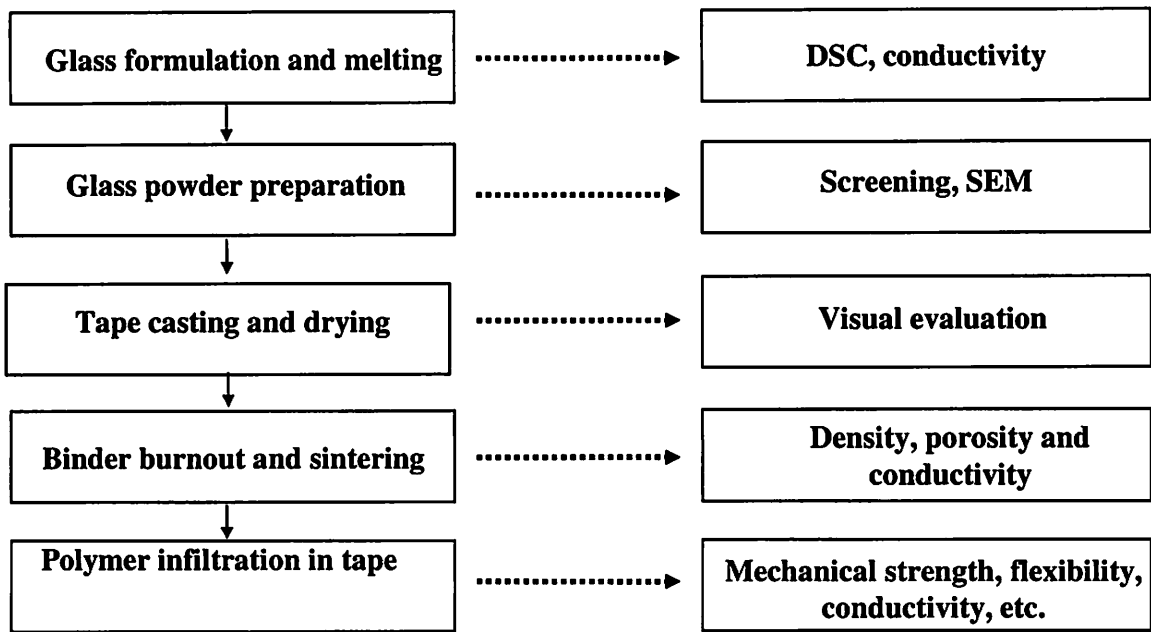 Glass formulation and melting
DSC, conductivity
Glass powder preparation
Screening, SEM
Tape casting and drying
Visual evaluation
Binder burnout and sintering
Density, porosity and
conductivity
Polymer infiltration in tape
Mechanical strength, flexibility,
conductivity, etc.